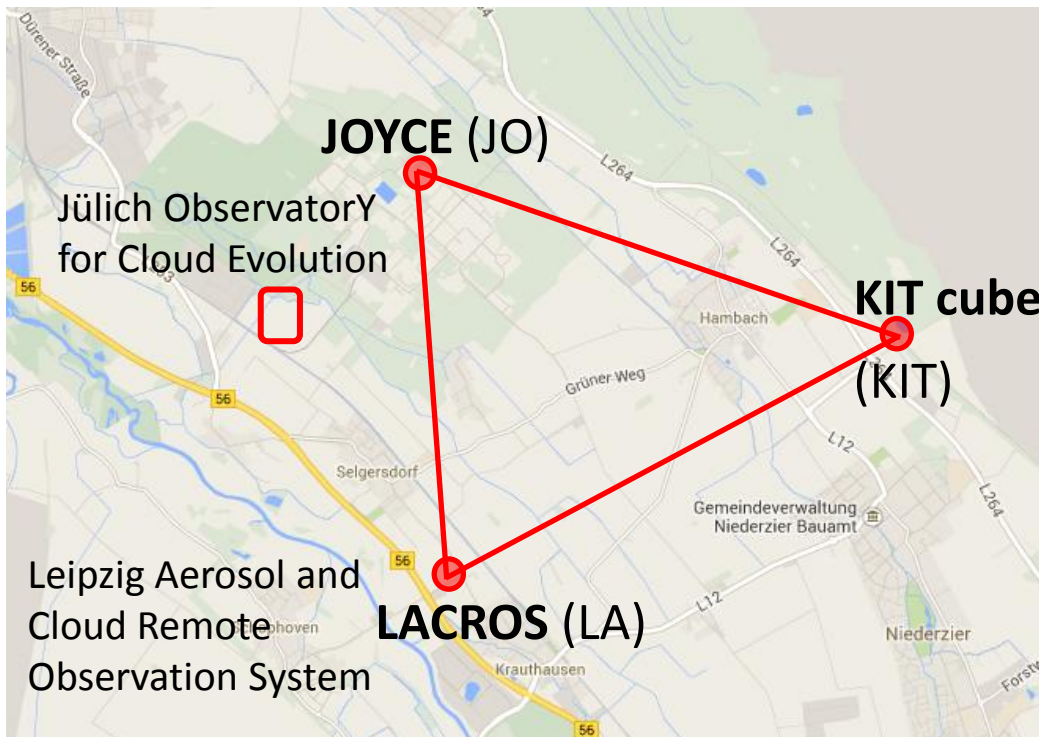 Dürener Straße
JOYCE (JO)
L264
L264
Jülich ObservatorY
for Cloud Evolution
L264
56
KIT cube
Hambach
(KIT)
Grüner Weg
56
L12
Selgersdorf
L264
Gemeindeverwaltung
Niederzier Bauamt
56
Leipzig Aerosol and
Cloud Remote
Observation System
LACROS (LA)
L12
Niederzier
Krauthausen
56